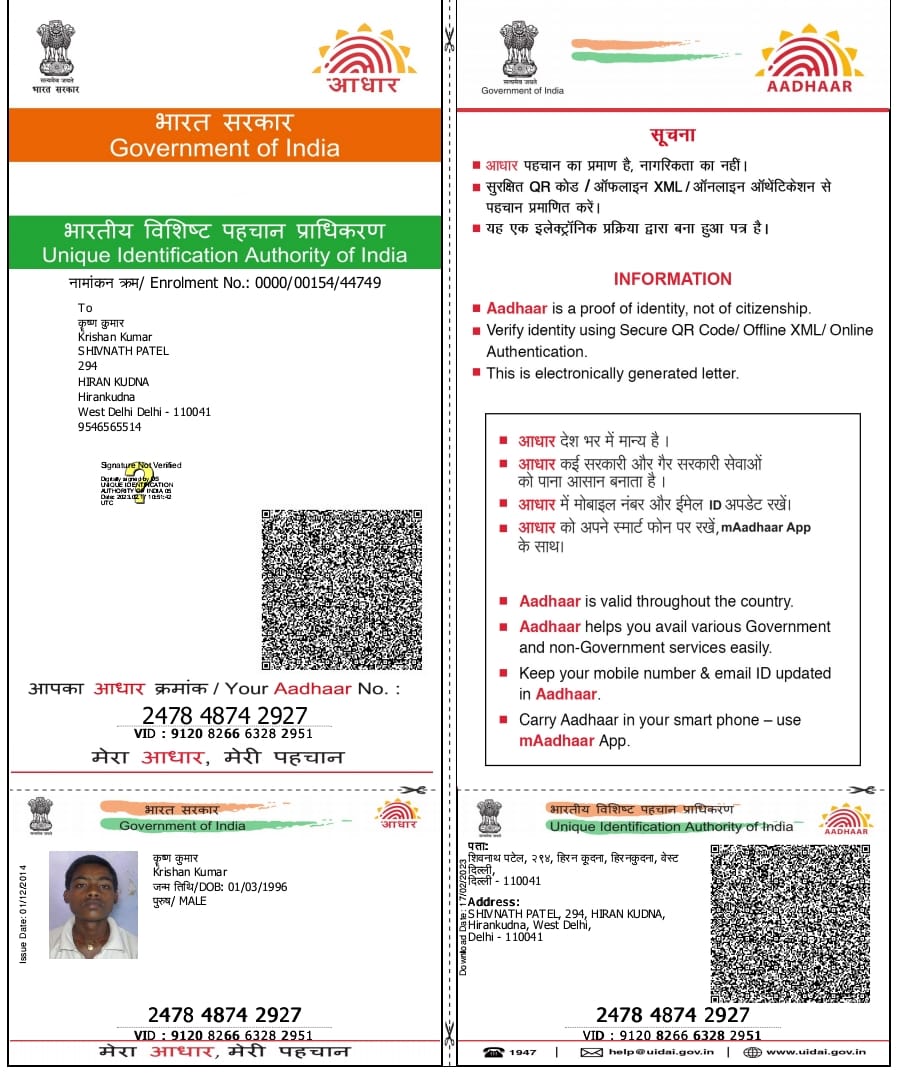 सत्यमेव जयते
भारत सरकार
आधार
भारत सरकार
Government of India
भारतीय विशिष्ट पहचान प्राधिकरण
Unique Identification Authority of India
नामांकन क्रम/ Enrolment No.: 0000/00154/44749
To
कृष्ण कुमार
Krishan Kumar
SHIVNATH PATEL
294
HIRAN KUDNA
Hirankudna
West Delhi Delhi - 110041
9546565514
Signature Not Verified
Digitally signed by DS
UNIQUE IDENTIFICATION
AUTHORITY OF INDIA 05
Date: 2023.02.17 10:51:42
UTC
आपका आधार क्रमांक / Your Aadhaar No. :
2478 4874 2927
VID : 9120 8266 6328 2951
मेरा आधार, मेरी पहचान
सत्यमेव जयते
Government of India
AADHAAR
सूचना
आधार पहचान का प्रमाण है, नागरिकता का नहीं।
सुरक्षित QR कोड / ऑफलाइन XML / ऑनलाइन ऑथेंटिकेशन से
पहचान प्रमाणित करें।
यह एक इलेक्ट्रॉनिक प्रक्रिया द्वारा बना हुआ पत्र है।
INFORMATION
Aadhaar is a proof of identity, not of citizenship.
Verify identity using Secure QR Code/ Offline XML/ Online
Authentication.
This is electronically generated letter.
आधार देश भर में मान्य है ।
आधार कई सरकारी और गैर सरकारी सेवाओं
को पाना आसान बनाता है ।
आधार में मोबाइल नंबर और ईमेल ID अपडेट रखें।
आधार को अपने स्मार्ट फोन पर रखें, mAadhaar App
के साथ।
Aadhaar is valid throughout the country.
Aadhaar helps you avail various Government
and non-Government services easily.
Keep your mobile number & email ID updated
in Aadhaar.
Carry Aadhaar in your smart phone – use
mAadhaar App.
भारत सरकार
Government of India
आधार
Issue Date: 01/12/2014
कृष्ण कुमार
Krishan Kumar
जन्म तिथि/DOB: 01/03/1996
पुरुष/ MALE
2478 4874 2927
VID : 9120 8266 6328 2951
मेरा आधार, मेरी पहचान
भारतीय विशिष्ट पहचान प्राधिकरण
Unique Identification Authority of India
AADHAAR
Download Date: 17/02/2023
पता:
शिवनाथ पटेल, २९४, हिरन कूदना, हिरनकुदना, वेस्ट
दिल्ली,
दिल्ली - 110041
Address:
SHIVNATH PATEL, 294, HIRAN KUDNA,
Hirankudna, West Delhi,
Delhi - 110041
2478 4874 2927
VID : 9120 8266 6328 2951
1947 | help@uidai.gov.in | www.uidai.gov.in